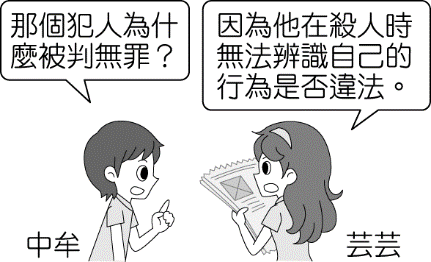 那個犯人為什
麼被判無罪？
因為他在殺人時
無法辨識自己的
行為是否違法。
中牟
芸芸